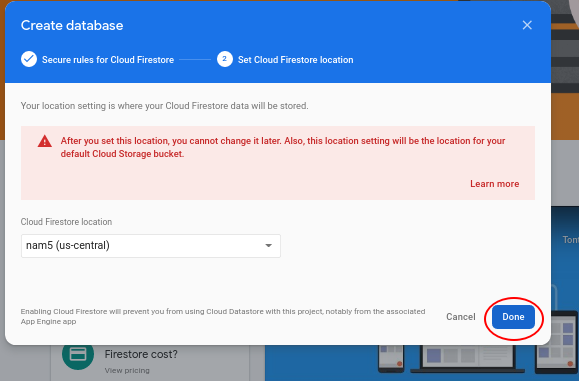 Create database
Secure rules for Cloud Firestore
2
Set Cloud Firestore location
Your location setting is where your Cloud Firestore data will be stored.
After you set this location, you cannot change it later. Also, this location setting will be the location for your
default Cloud Storage bucket.
Learn more
Cloud Firestore location
nam5 (us-central)
Enabling Cloud Firestore will prevent you from using Cloud Datastore with this project, notably from the associated
App Engine app
Cancel
Done
Firestore cost?
View pricing